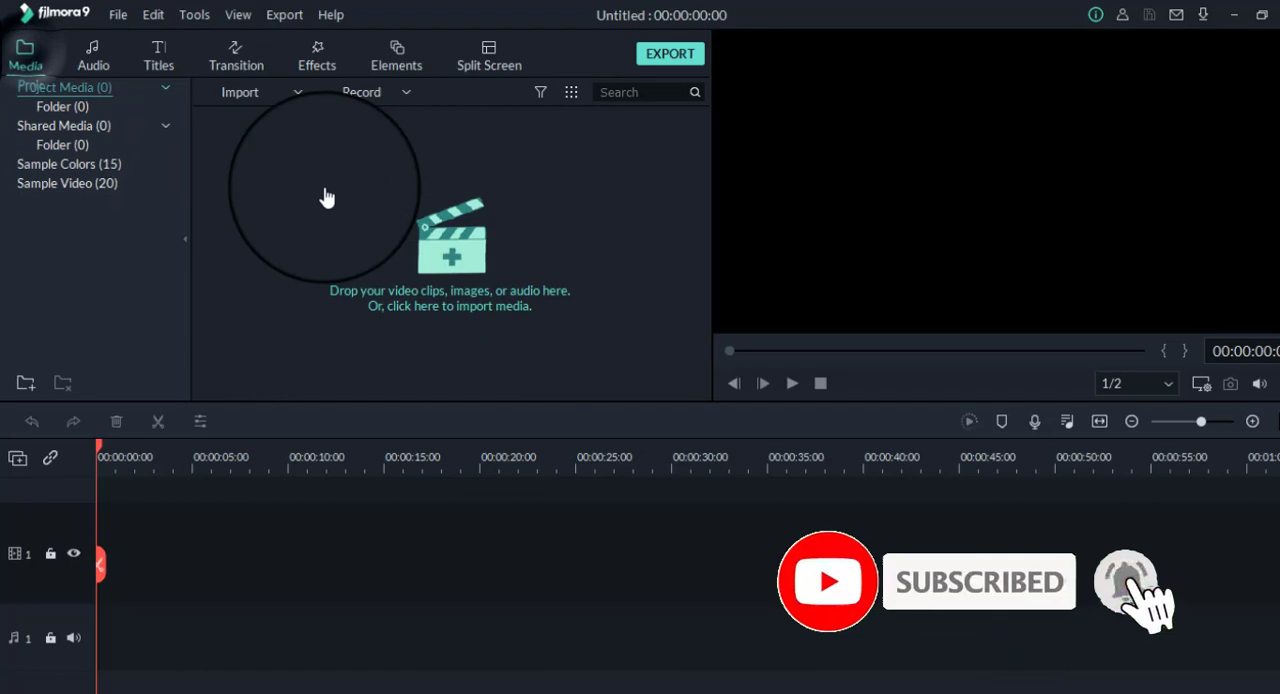 filmora9 File Edit Tools View Export Help Untitled : 00:00:00:00
Media Audio Titles Transition Effects Elements Split Screen EXPORT
Project Media (0)
Folder (0)
Shared Media (0)
Folder (0)
Sample Colors (15)
Sample Video (20)
Import Record Search
Drop your video clips, images, or audio here.
Or, click here to import media.
00:00:00:0
1/2
00:00:00:00 00:00:05:00 00:00:10:00 00:00:15:00 00:00:20:00 00:00:25:00 00:00:30:00 00:00:35:00 00:00:40:00 00:00:45:00 00:00:50:00 00:00:55:00 00:01:0
1
SUBSCRIBED
1